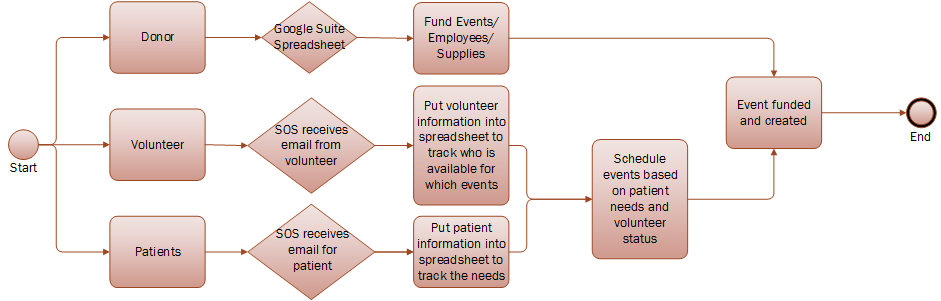 Start
Donor
Google Suite
Spreadsheet
Fund Events/
Employees/
Supplies
Volunteer
SOS receives
email from
volunteer
Put volunteer
information into
spreadsheet to
track who is
available for
which events
Patients
SOS receives
email for
patient
Put patient
information into
spreadsheet to
track the needs
Schedule
events based
on patient
needs and
volunteer
status
Event funded
and created
End